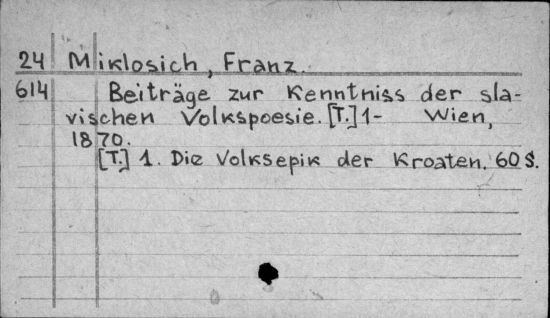 24 Miklosich, Franz.
614 Beiträge zur Kenntniss der sla-
vischen Volkspoesie. [T.] 1- Wien,
1870.
[T.] 1. Die Volksepik der Kroaten. 60 S.